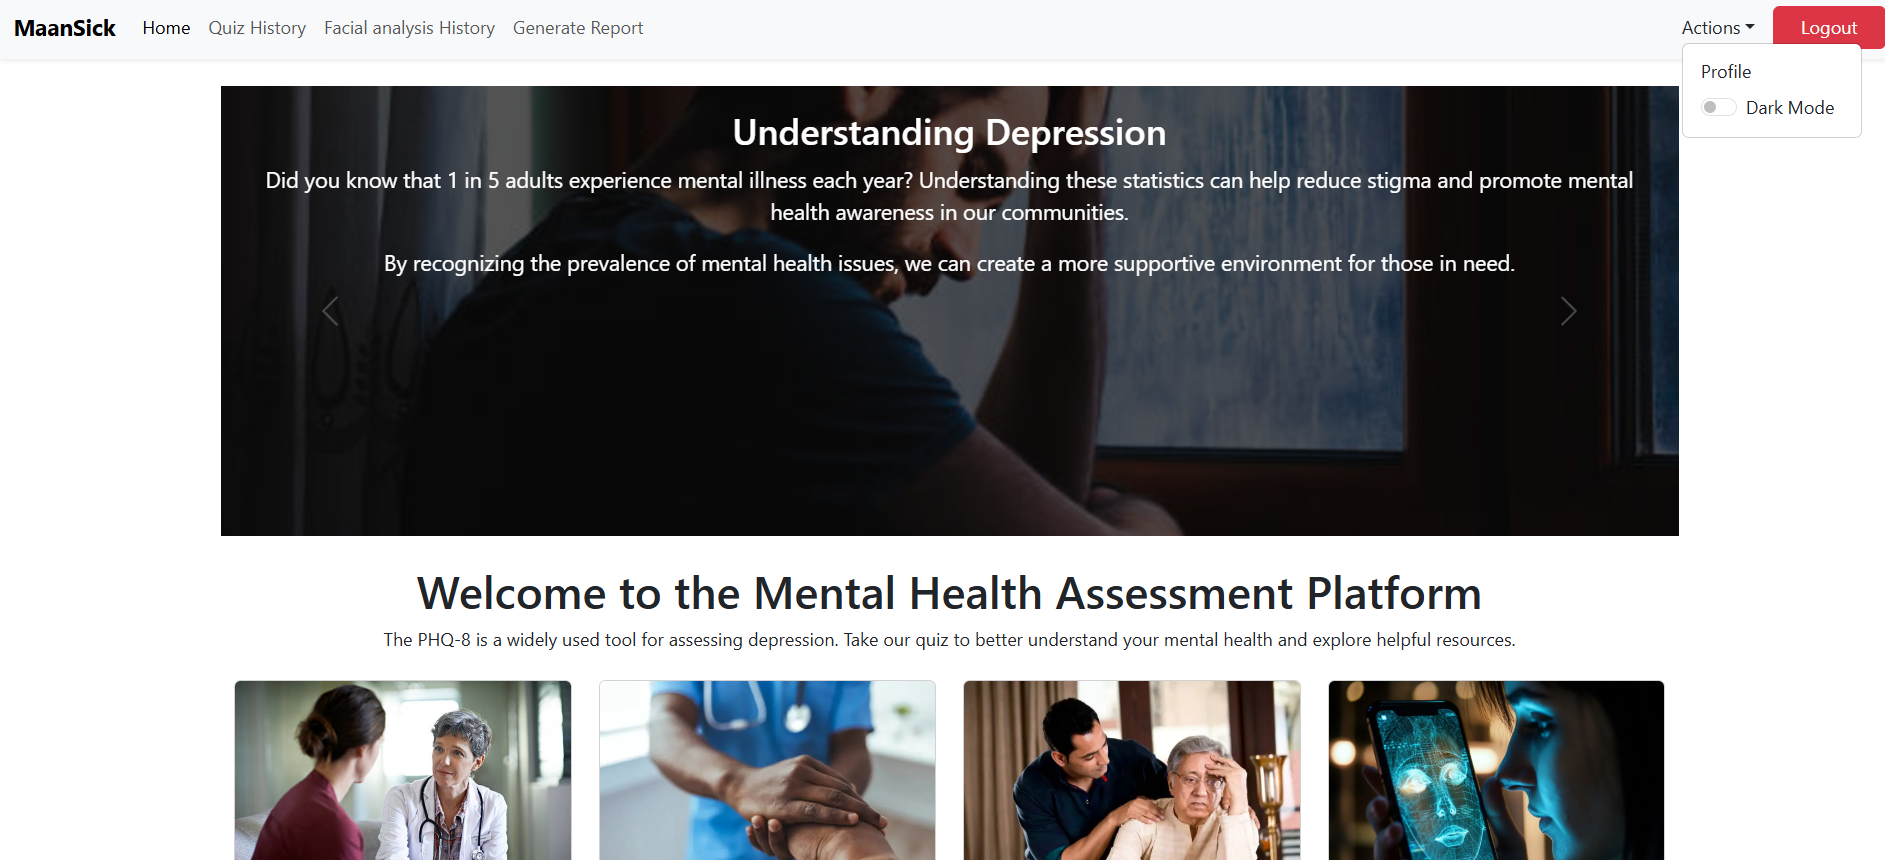 MaanSick Home Quiz History Facial analysis History Generate Report Actions Logout
Profile
Dark Mode
Understanding Depression
Did you know that 1 in 5 adults experience mental illness each year? Understanding these statistics can help reduce stigma and promote mental
health awareness in our communities.
By recognizing the prevalence of mental health issues, we can create a more supportive environment for those in need.
Welcome to the Mental Health Assessment Platform
The PHQ-8 is a widely used tool for assessing depression. Take our quiz to better understand your mental health and explore helpful resources.